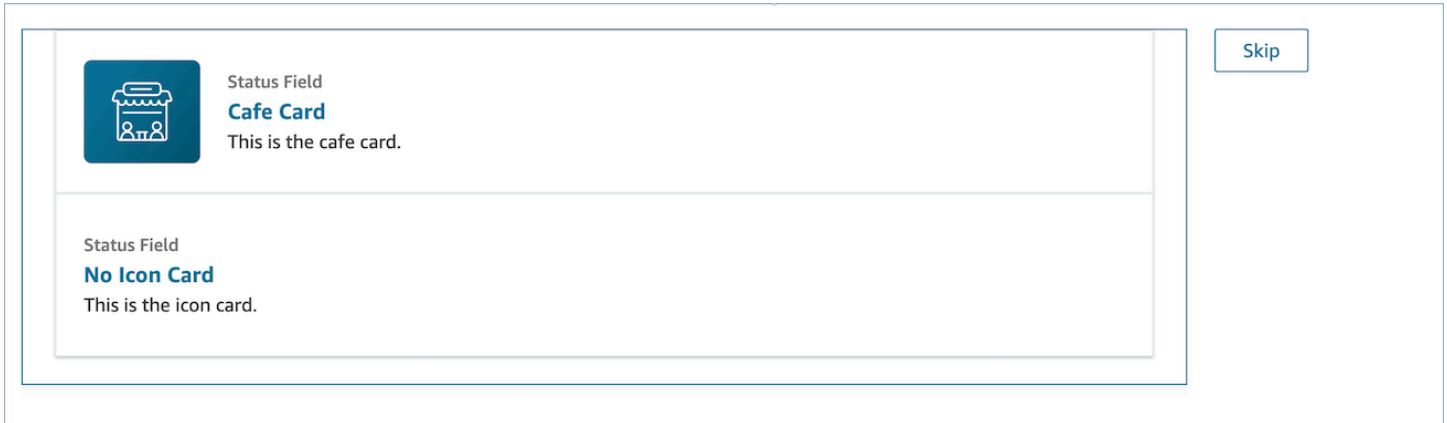 Skip
Status Field
Cafe Card
This is the cafe card.
Status Field
No Icon Card
This is the icon card.